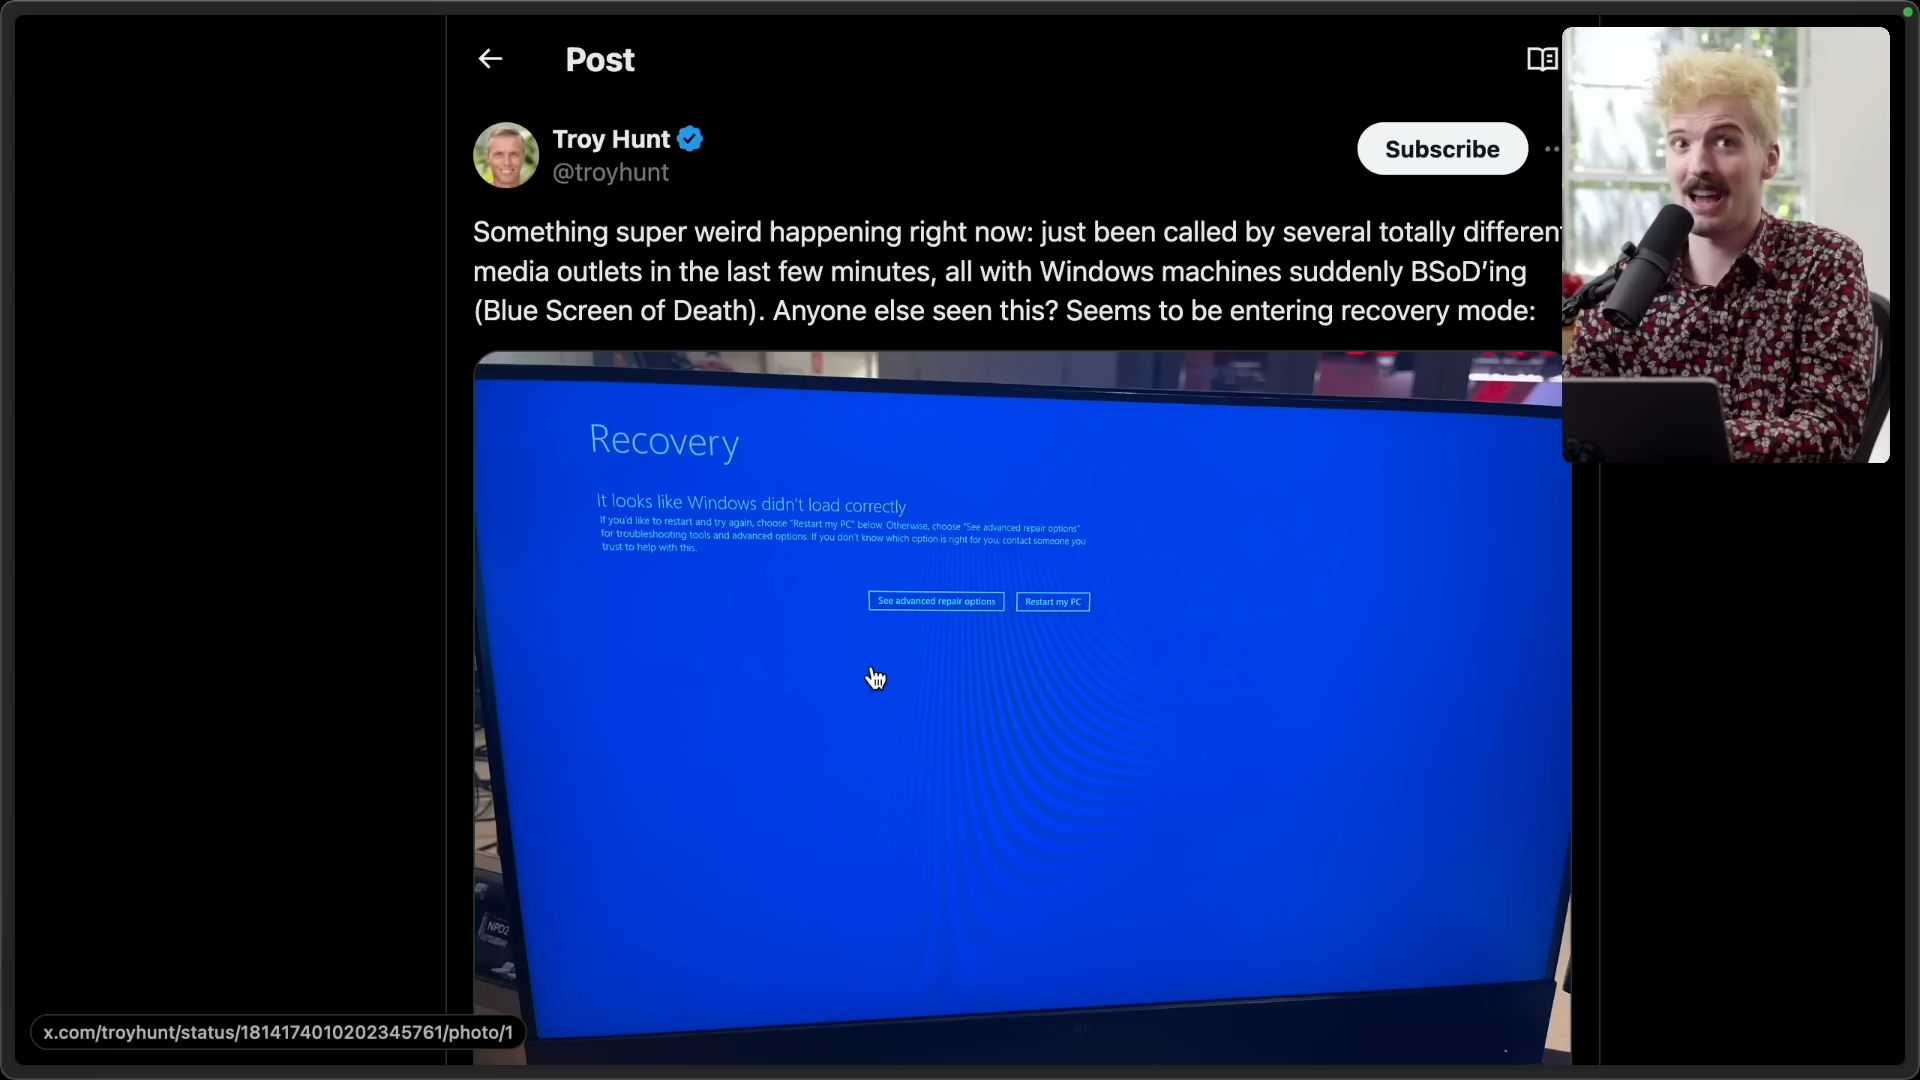 Post
Troy Hunt
@troyhunt
Subscribe
Something super weird happening right now: just been called by several totally different
media outlets in the last few minutes, all with Windows machines suddenly BSoD’ing
(Blue Screen of Death). Anyone else seen this? Seems to be entering recovery mode:
Recovery
It looks like Windows didn't load correctly
If you'd like to restart and try again, choose "Restart my PC" below. Otherwise, choose "See advanced repair options"
for troubleshooting tools and advanced options. If you don't know which option is right for you, contact someone you
trust to help with this.
See advanced repair options
Restart my PC
NPD2
x.com/troyhunt/status/1814174010202345761/photo/1